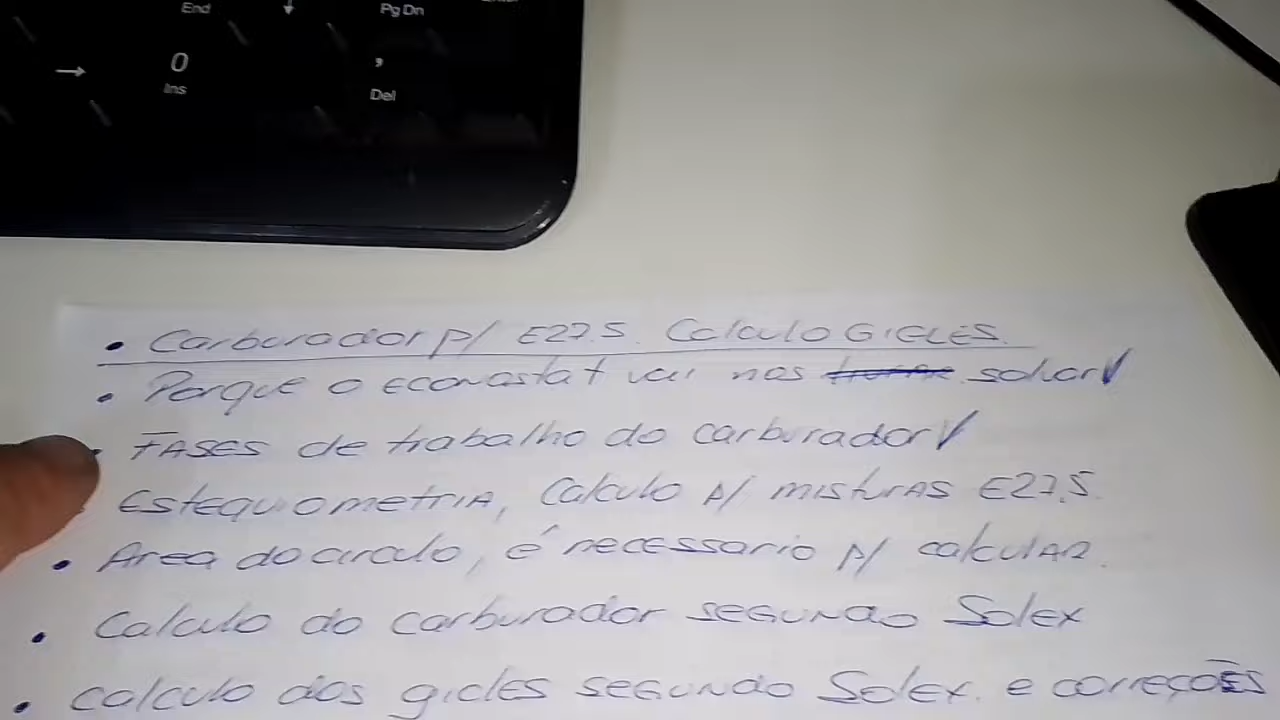 End
↓
Pg Dn
→
0
Ins
,
Del
• Carburador p/ E27.5. Calculo GICLÊS.
• Porque o econostat vai nas solar✓
• FASES de trabalho do carburador✓
Estequiometria, Calculo p/ misturas E27,5.
• Area do circulo, é necessario p/ calcular.
• Calculo do carburador segundo Solex
• calculo dos gicles segundo Solex. e correções